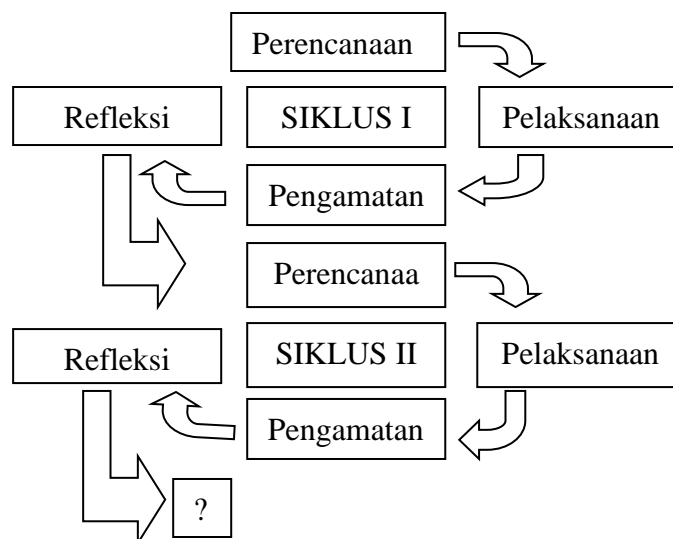 Perencanaan
Refleksi
SIKLUS I
Pelaksanaan
Pengamatan
Perencanaa
Refleksi
SIKLUS II
Pelaksanaan
Pengamatan
?